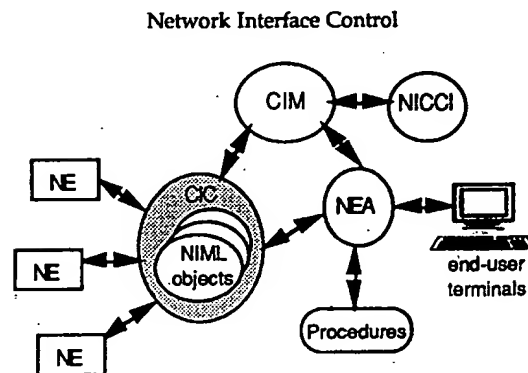 Network Interface Control
CIM
NICCI
NE
CIC
NEA
NE
NIML
objects
end-user
terminals
NE
Procedures